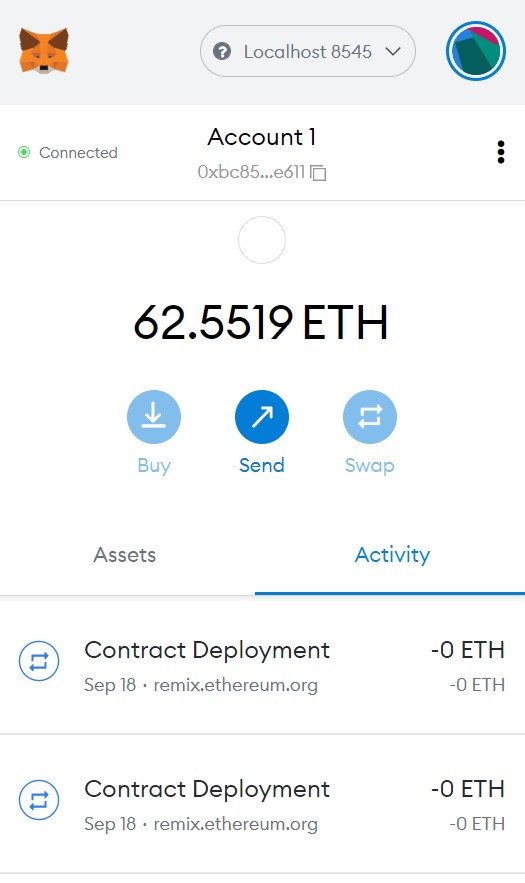 Localhost 8545
Connected
Account 1
0xbc85...e611
62.5519 ETH
Buy
Send
Swap
Assets
Activity
Contract Deployment
-0 ETH
Sep 18 · remix.ethereum.org
-0 ETH
Contract Deployment
-0 ETH
Sep 18 · remix.ethereum.org
-0 ETH